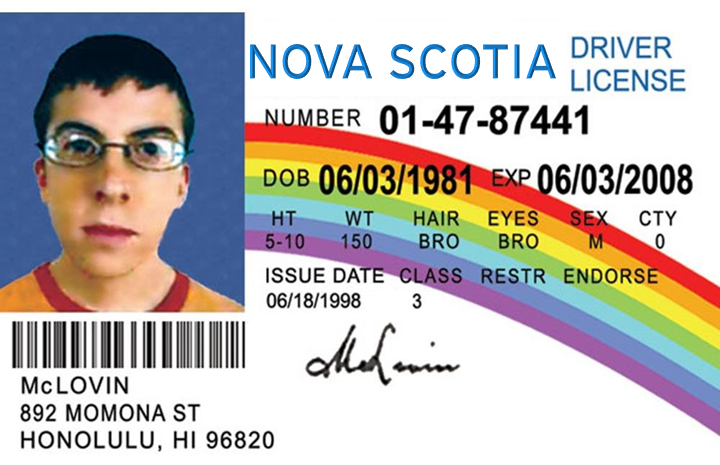 NOVA SCOTIA DRIVER LICENSE
NUMBER 01-47-87441
DOB 06/03/1981 EXP 06/03/2008
HT WT HAIR EYES SEX CTY
5-10 150 BRO BRO M 0
ISSUE DATE CLASS RESTR ENDORSE
06/18/1998 3
McLovin
McLOVIN
892 MOMONA ST
HONOLULU, HI 96820